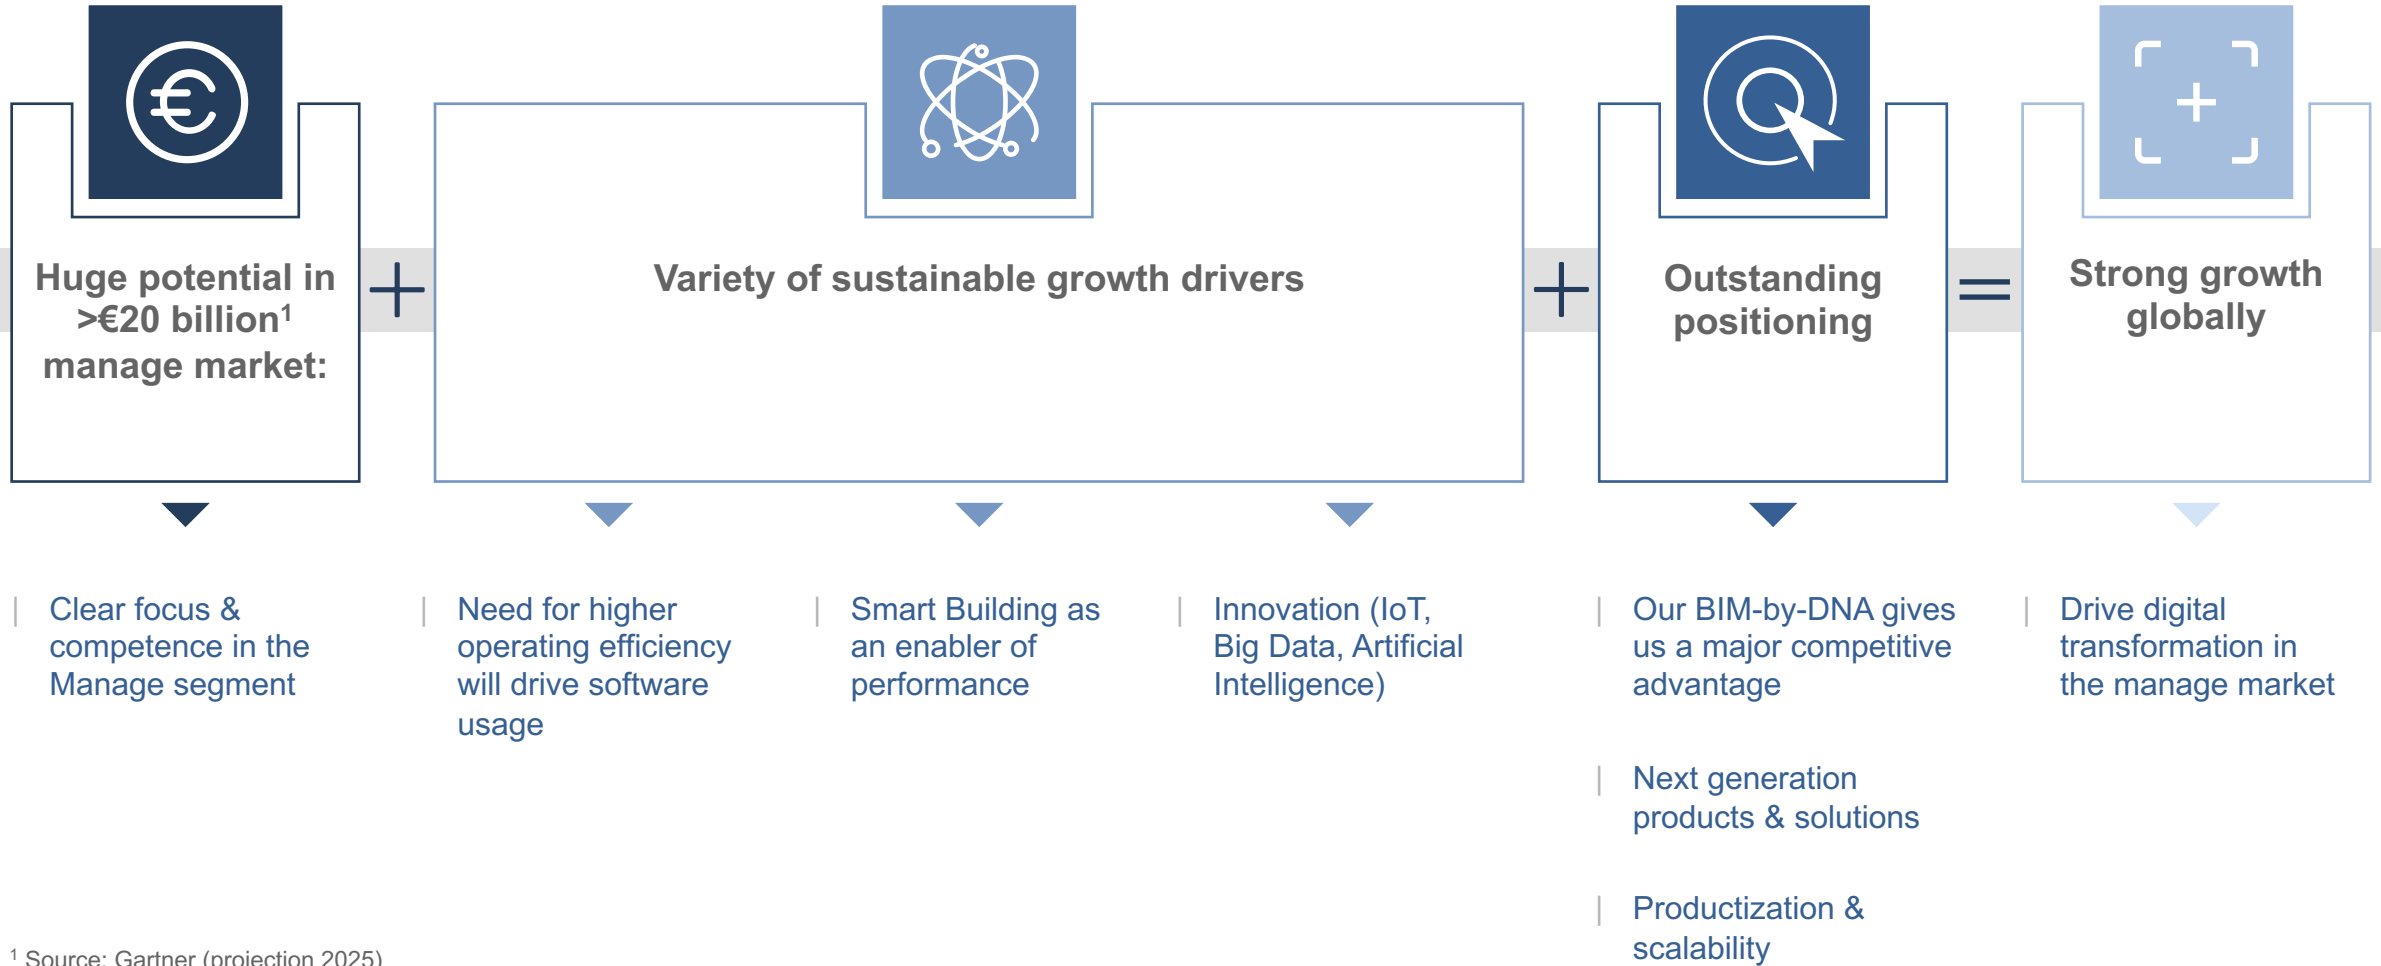 Huge potential in
>€20 billion¹
manage market:
+
Variety of sustainable growth drivers
+
Outstanding
positioning
=
Strong growth
globally
| Clear focus &
competence in the
Manage segment
| Need for higher
operating efficiency
will drive software
usage
| Smart Building as
an enabler of
performance
| Innovation (IoT,
Big Data, Artificial
Intelligence)
| Our BIM-by-DNA gives
us a major competitive
advantage
| Next generation
products & solutions
| Productization &
scalability
| Drive digital
transformation in
the manage market
¹ Source: Gartner (projection 2025)